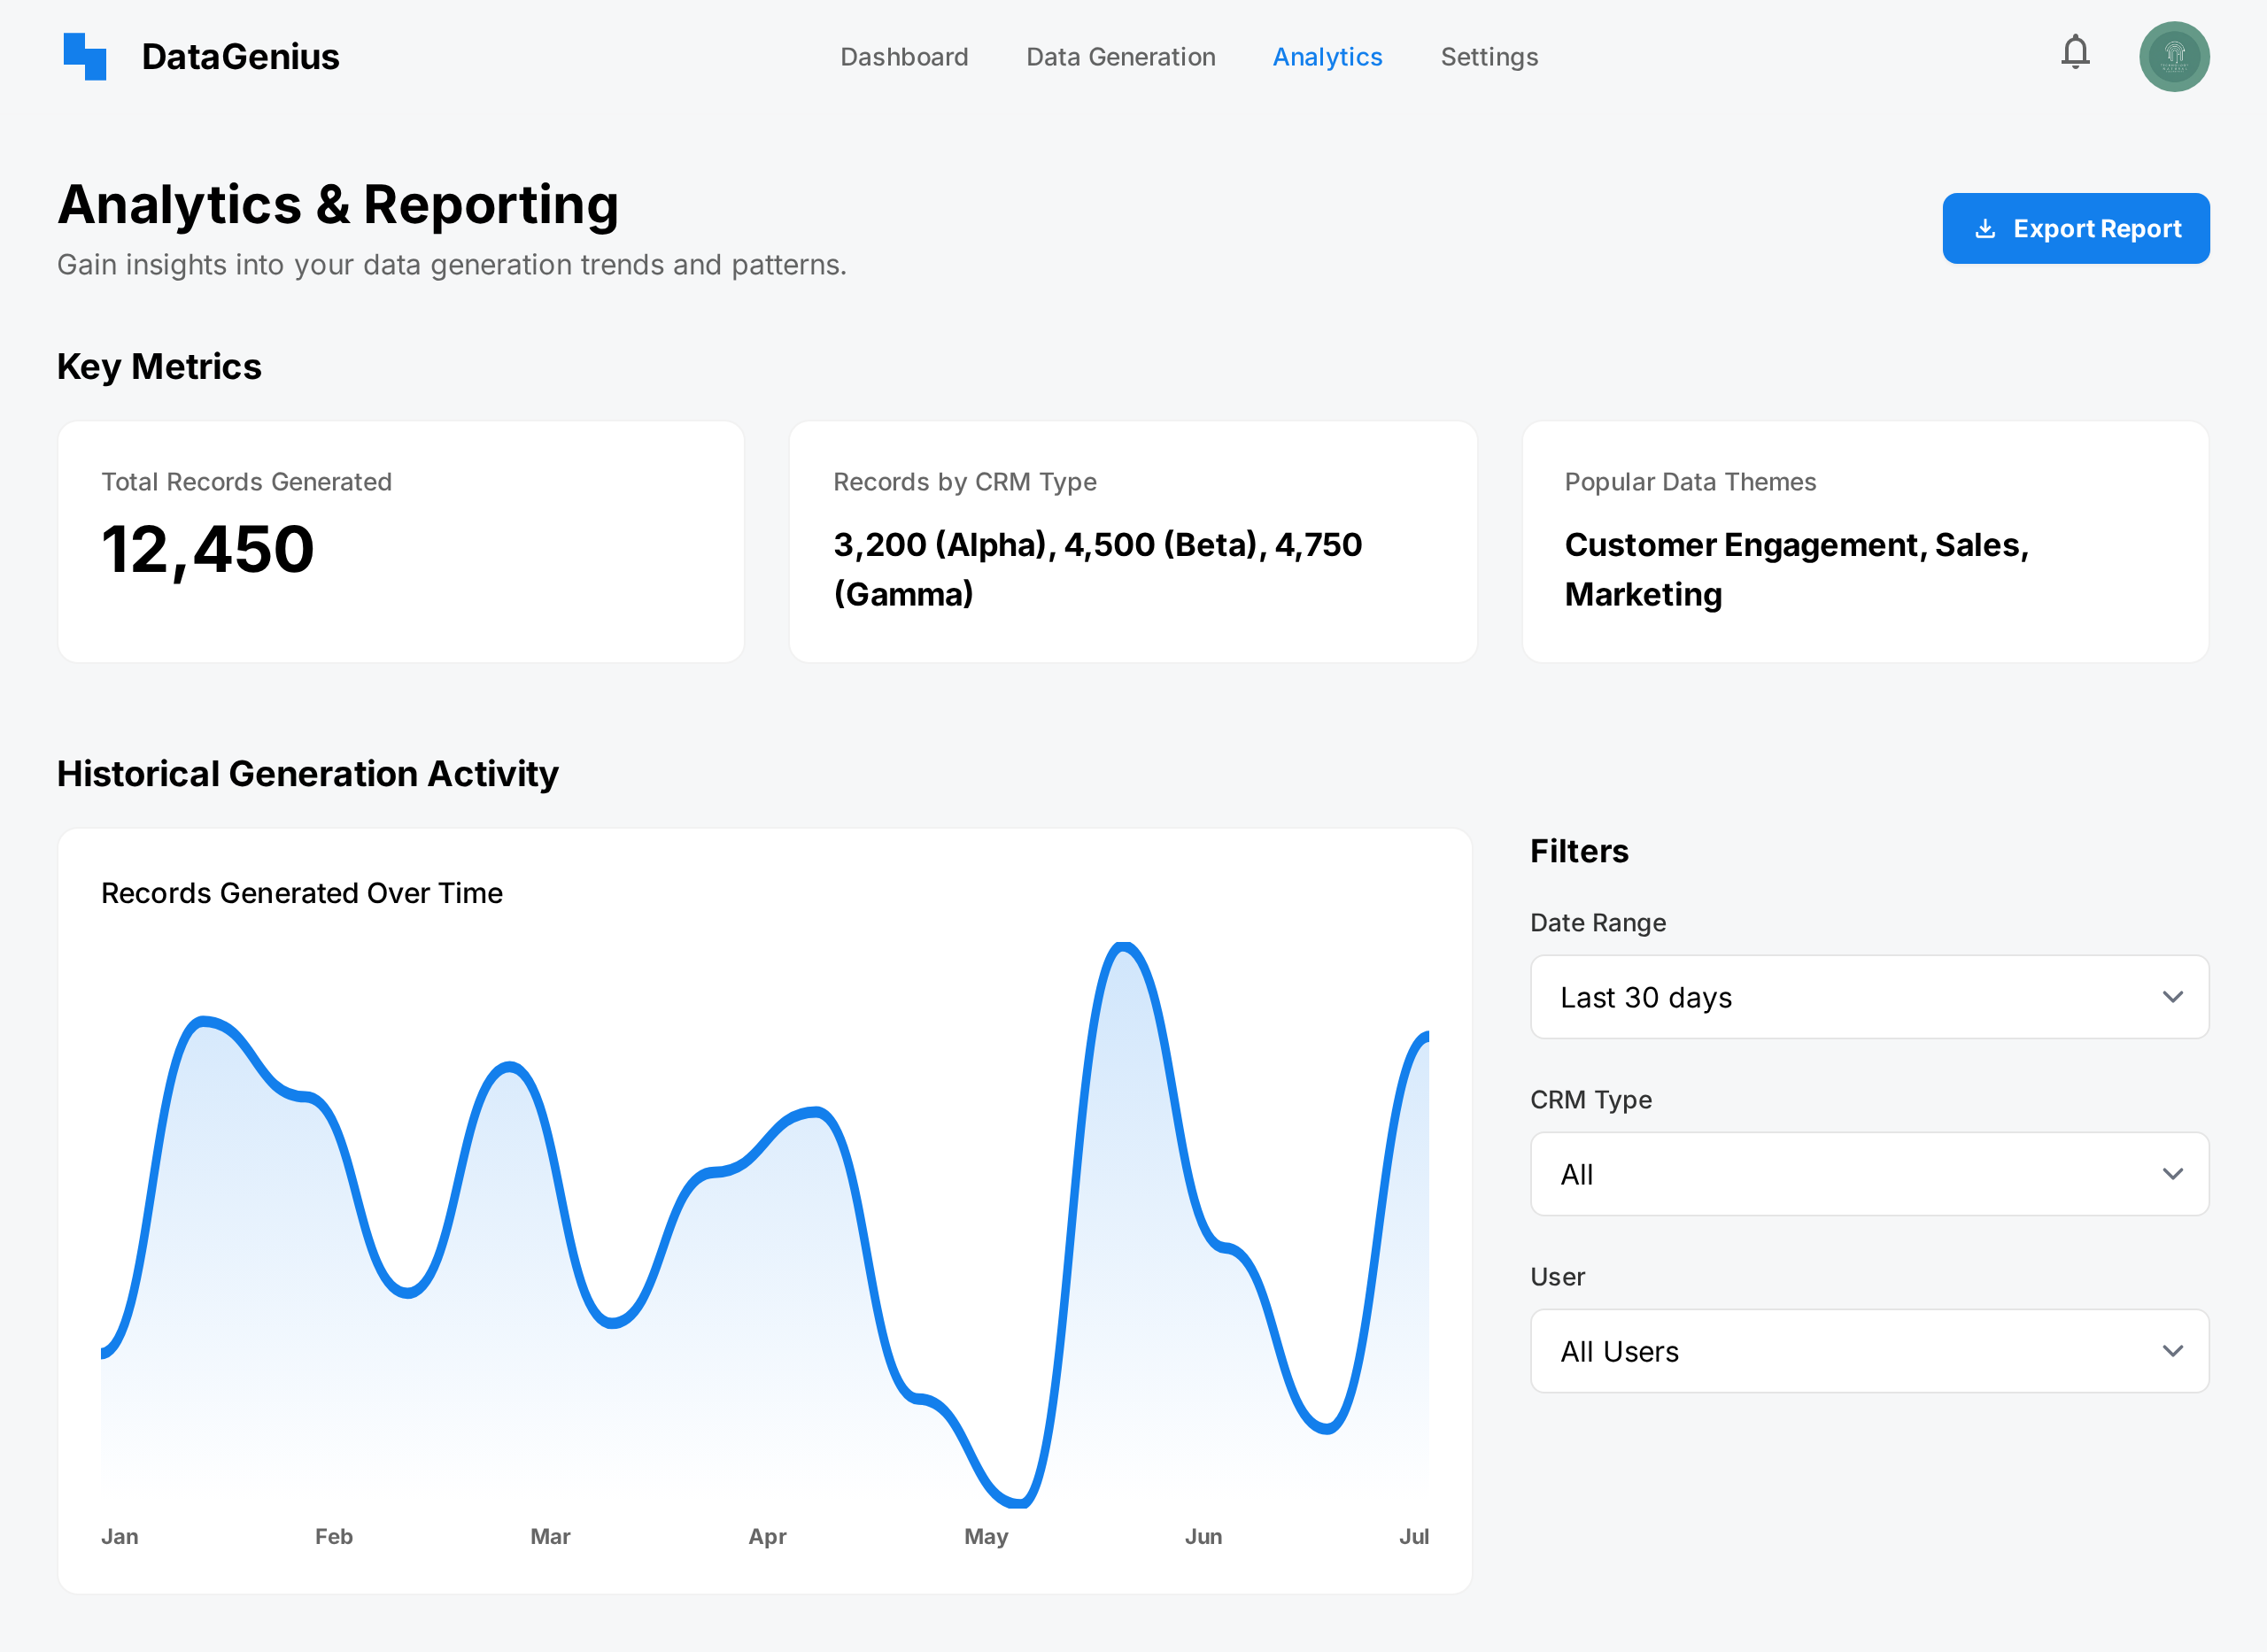 DataGenius
Dashboard
Data Generation
Analytics
Settings
Analytics & Reporting
Gain insights into your data generation trends and patterns.
Export Report
Key Metrics
Total Records Generated
12,450
Records by CRM Type
3,200 (Alpha), 4,500 (Beta), 4,750
(Gamma)
Popular Data Themes
Customer Engagement, Sales,
Marketing
Historical Generation Activity
Records Generated Over Time
Jan
Feb
Mar
Apr
May
Jun
Jul
Filters
Date Range
Last 30 days
CRM Type
All
User
All Users